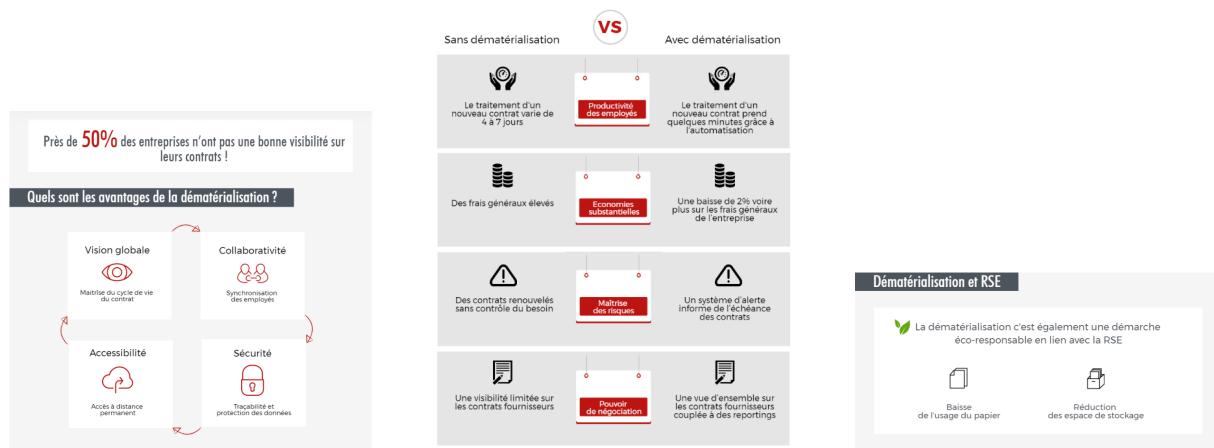 Près de 50% des entreprises n'ont pas une bonne visibilité sur
leurs contrats !
Quels sont les avantages de la dématérialisation ?
Vision globale
Maitrise du cycle de vie
du contrat
Collaborativité
Synchronisation
des employés
Accessibilité
Accès à distance
permanent
Sécurité
Traçabilité et
protection des données
Sans dématérialisation
VS
Avec dématérialisation
Le traitement d'un
nouveau contrat varie de
4 à 7 jours
Productivité
des employés
Le traitement d'un
nouveau contrat prend
quelques minutes grâce à
l'automatisation
Des frais généraux élevés
Economies
substantielles
Une baisse de 2% voire
plus sur les frais généraux
de l'entreprise
Des contrats renouvelés
sans contrôle du besoin
Maîtrise
des risques
Un système d'alerte
informe de l'échéance
des contrats
Une visibilité limitée sur
les contrats fournisseurs
Pouvoir
de négociation
Une vue d'ensemble sur
les contrats fournisseurs
couplée à des reportings
Dématérialisation et RSE
La dématérialisation c'est également une démarche
éco-responsable en lien avec la RSE
Baisse
de l'usage du papier
Réduction
des espace de stockage